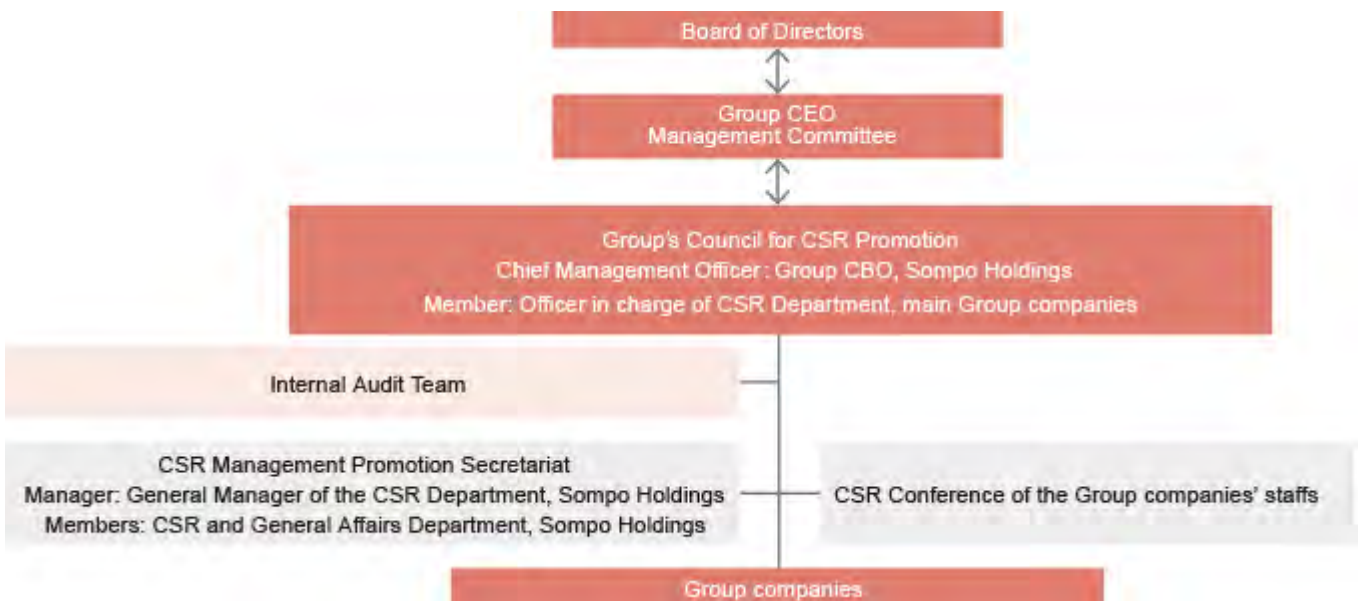 Board of Directors
Group CEO
Management Committee
Group's Council for CSR Promotion
Chief Management Officer : Group CBO, Sompo Holdings
Member: Officer in charge of CSR Department, main Group companies
Internal Audit Team
CSR Management Promotion Secretariat
Manager: General Manager of the CSR Department, Sompo Holdings
Members: CSR and General Affairs Department, Sompo Holdings
CSR Conference of the Group companies' staffs
Group companies